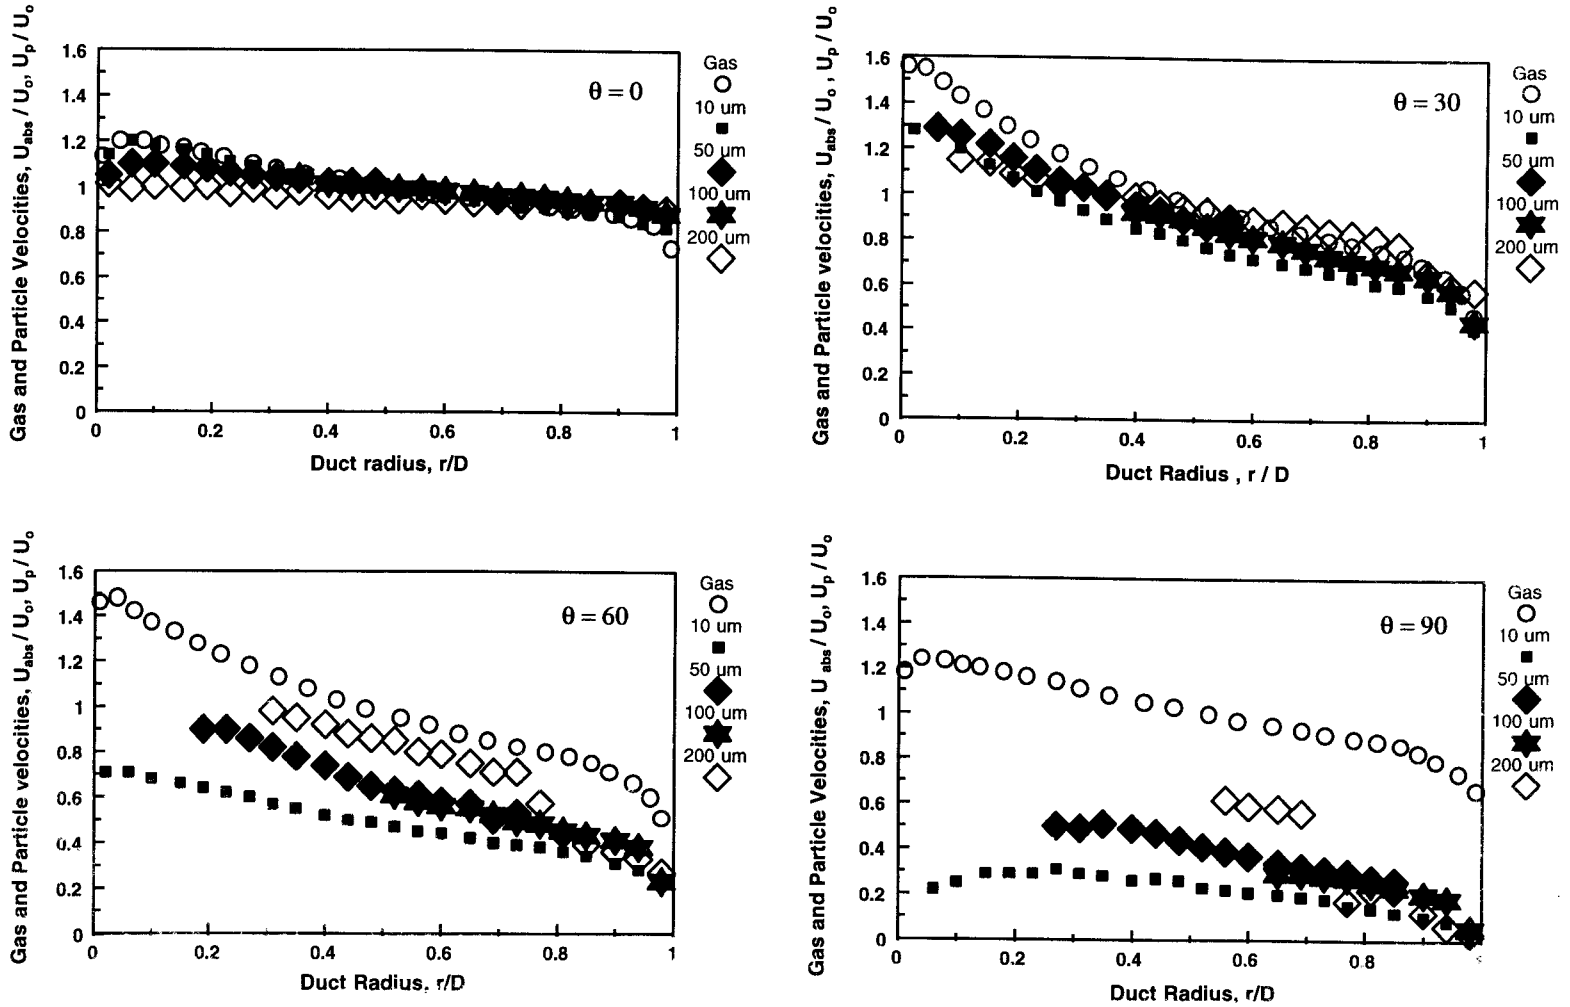 Gas and Particle Velocities, Uabs / Uo, Up / Uo
1.6
1.4
1.2
1
0.8
0.6
0.4
0.2
0
0
0.2
0.4
0.6
0.8
1
Duct radius, r/D
θ = 0
Gas
10 um
50 um
100 um
200 um
Gas and Particle velocities, Uabs / Uo , Up / Uo
1.6
1.4
1.2
1
0.8
0.6
0.4
0.2
0
0
0.2
0.4
0.6
0.8
1
Duct Radius , r / D
θ = 30
Gas
10 um
50 um
100 um
200 um
Gas and Particle velocities, Uabs / Uo, Up / Uo
1.6
1.4
1.2
1
0.8
0.6
0.4
0.2
0
0
0.2
0.4
0.6
0.8
1
Duct Radius, r/D
θ = 60
Gas
10 um
50 um
100 um
200 um
Gas and Particle Velocities, U abs / Uo, Up / Uo
1.6
1.4
1.2
1
0.8
0.6
0.4
0.2
0
0
0.2
0.4
0.6
0.8
Duct Radius, r/D
θ = 90
Gas
10 um
50 um
100 um
200 um